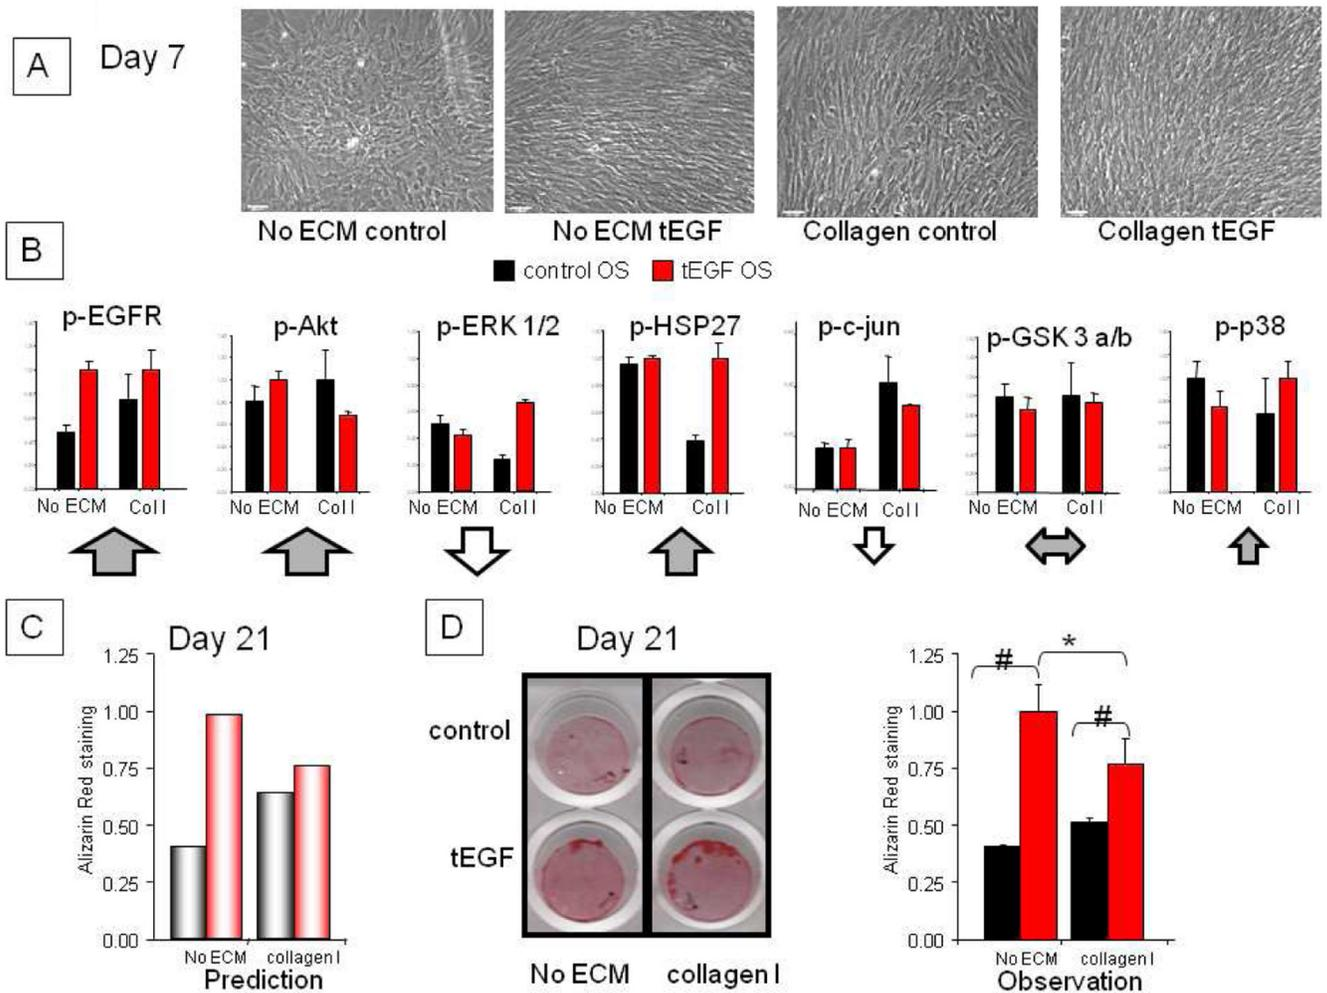 A
Day 7
No ECM control
No ECM tEGF
Collagen control
Collagen tEGF
B
control OS
tEGF OS
p-EGFR
p-Akt
p-ERK 1/2
p-HSP27
p-c-jun
p-GSK 3 a/b
p-p38
No ECM
Col I
No ECM
Col I
No ECM
Col I
No ECM
Col I
No ECM
Col I
No ECM
Col I
No ECM
Col I
C
Day 21
Alizarin Red staining
1.25
1.00
0.75
0.50
0.25
0.00
No ECM
collagen I
Prediction
D
Day 21
control
tEGF
No ECM
collagen I
Alizarin Red staining
1.25
1.00
0.75
0.50
0.25
0.00
#
*
#
No ECM
collagen I
Observation